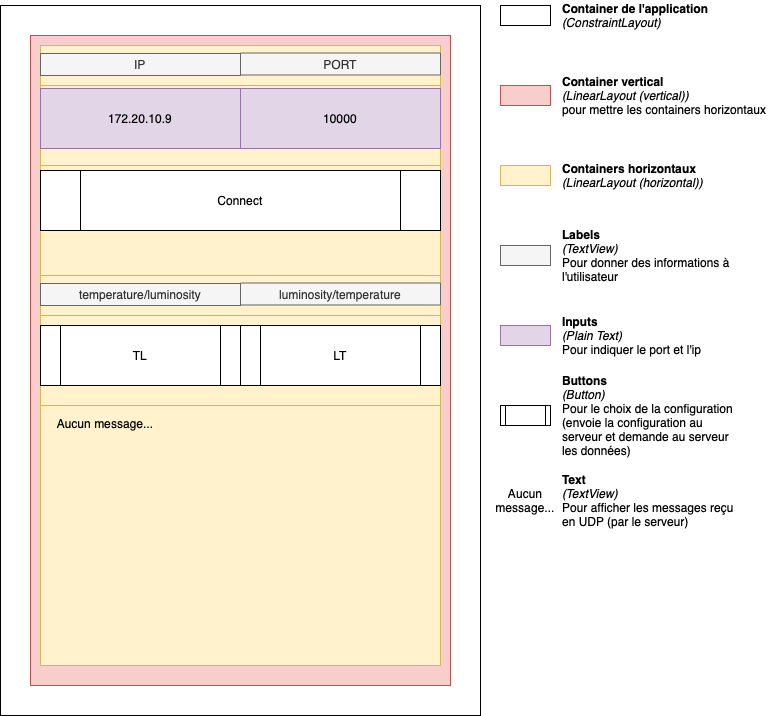 IP
PORT
172.20.10.9
10000
Connect
temperature/luminosity
luminosity/temperature
TL
LT
Aucun message...
Container de l'application
(ConstraintLayout)
Container vertical
(LinearLayout (vertical))
pour mettre les containers horizontaux
Containers horizontaux
(LinearLayout (horizontal))
Labels
(TextView)
Pour donner des informations à
l'utilisateur
Inputs
(Plain Text)
Pour indiquer le port et l'ip
Buttons
(Button)
Pour le choix de la configuration
(envoie la configuration au
serveur et demande au serveur
les données)
Aucun
message...
Text
(TextView)
Pour afficher les messages reçu
en UDP (par le serveur)